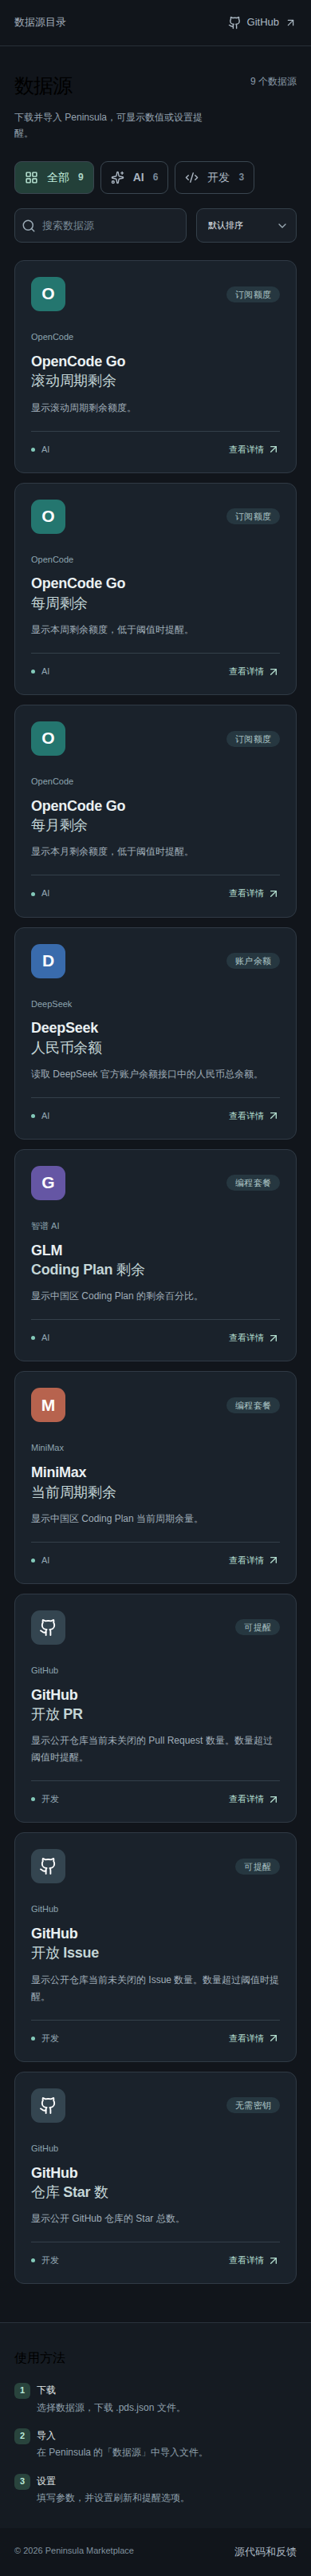 数据源目录
GitHub
数据源
9 个数据源
下载并导入 Peninsula，可显示数值或设置提
醒。
全部 9
AI 6
开发 3
搜索数据源
默认排序
O
订阅额度
OpenCode
OpenCode Go
滚动周期剩余
显示滚动周期剩余额度。
AI
查看详情
O
订阅额度
OpenCode
OpenCode Go
每周剩余
显示本周剩余额度，低于阈值时提醒。
AI
查看详情
O
订阅额度
OpenCode
OpenCode Go
每月剩余
显示本月剩余额度，低于阈值时提醒。
AI
查看详情
D
账户余额
DeepSeek
DeepSeek
人民币余额
读取 DeepSeek 官方账户余额接口中的人民币总余额。
AI
查看详情
G
编程套餐
智谱 AI
GLM
Coding Plan 剩余
显示中国区 Coding Plan 的剩余百分比。
AI
查看详情
M
编程套餐
MiniMax
MiniMax
当前周期剩余
显示中国区 Coding Plan 当前周期余量。
AI
查看详情
可提醒
GitHub
GitHub
开放 PR
显示公开仓库当前未关闭的 Pull Request 数量。数量超过
阈值时提醒。
开发
查看详情
可提醒
GitHub
GitHub
开放 Issue
显示公开仓库当前未关闭的 Issue 数量。数量超过阈值时提
醒。
开发
查看详情
无需密钥
GitHub
GitHub
仓库 Star 数
显示公开 GitHub 仓库的 Star 总数。
开发
查看详情
使用方法
1 下载
选择数据源，下载 .pds.json 文件。
2 导入
在 Peninsula 的「数据源」中导入文件。
3 设置
填写参数，并设置刷新和提醒选项。
© 2026 Peninsula Marketplace
源代码和反馈